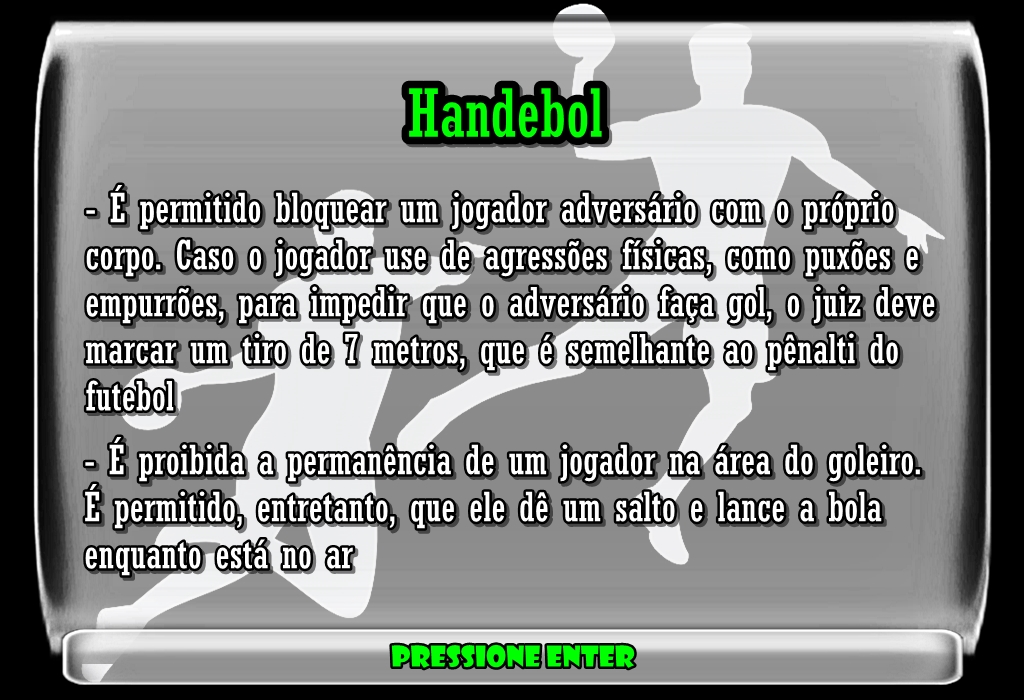 Handebol
- É permitido bloquear um jogador adversário com o próprio
corpo. Caso o jogador use de agressões físicas, como puxões e
empurrões, para impedir que o adversário faça gol, o juiz deve
marcar um tiro de 7 metros, que é semelhante ao pênalti do
futebol
- É proibida a permanência de um jogador na área do goleiro.
É permitido, entretanto, que ele dê um salto e lance a bola
enquanto está no ar
PRESSIONE ENTER